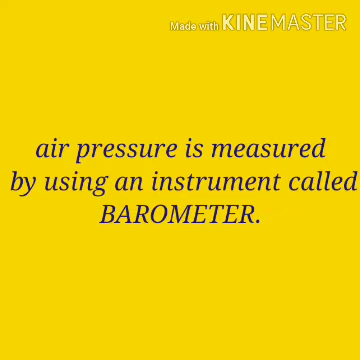 Made with KINEMASTER
air pressure is measured
by using an instrument called
BAROMETER.